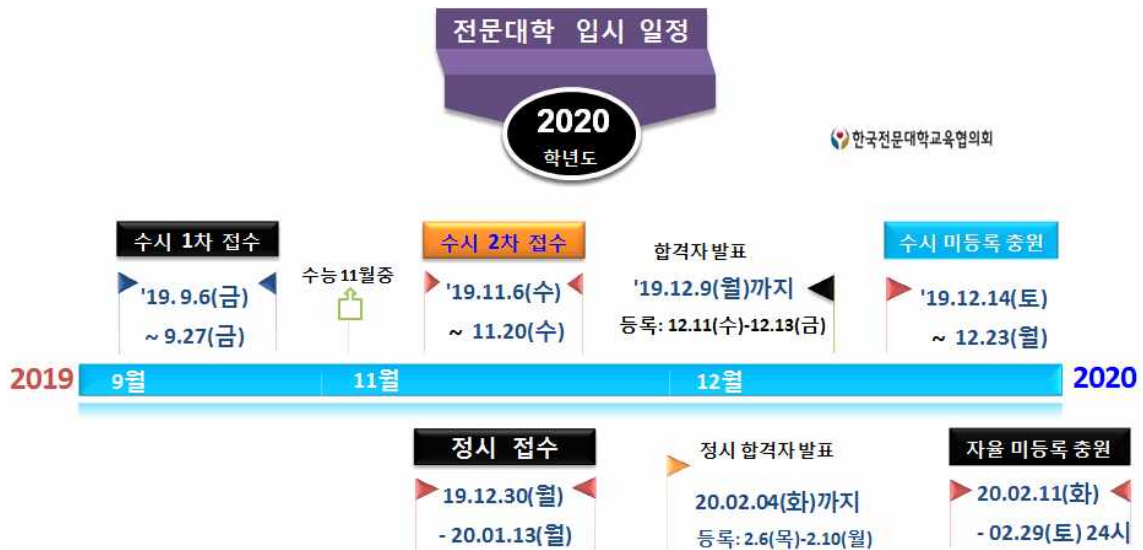 전문대학 입시 일정
2020
학년도
한국전문대학교육협의회
수시 1차 접수
'19. 9.6(금)
~ 9.27(금)
수능11월중
수시 2차 접수
'19.11.6(수)
~ 11.20(수)
합격자 발표
'19.12.9(월)까지
등록: 12.11(수)-12.13(금)
수시 미등록 충원
'19.12.14(토)
~ 12.23(월)
2019 9월 11월 12월 2020
정시 접수
19.12.30(월)
- 20.01.13(월)
정시 합격자 발표
20.02.04(화)까지
등록: 2.6(목)-2.10(월)
자율 미등록 충원
20.02.11(화)
- 02.29(토) 24시